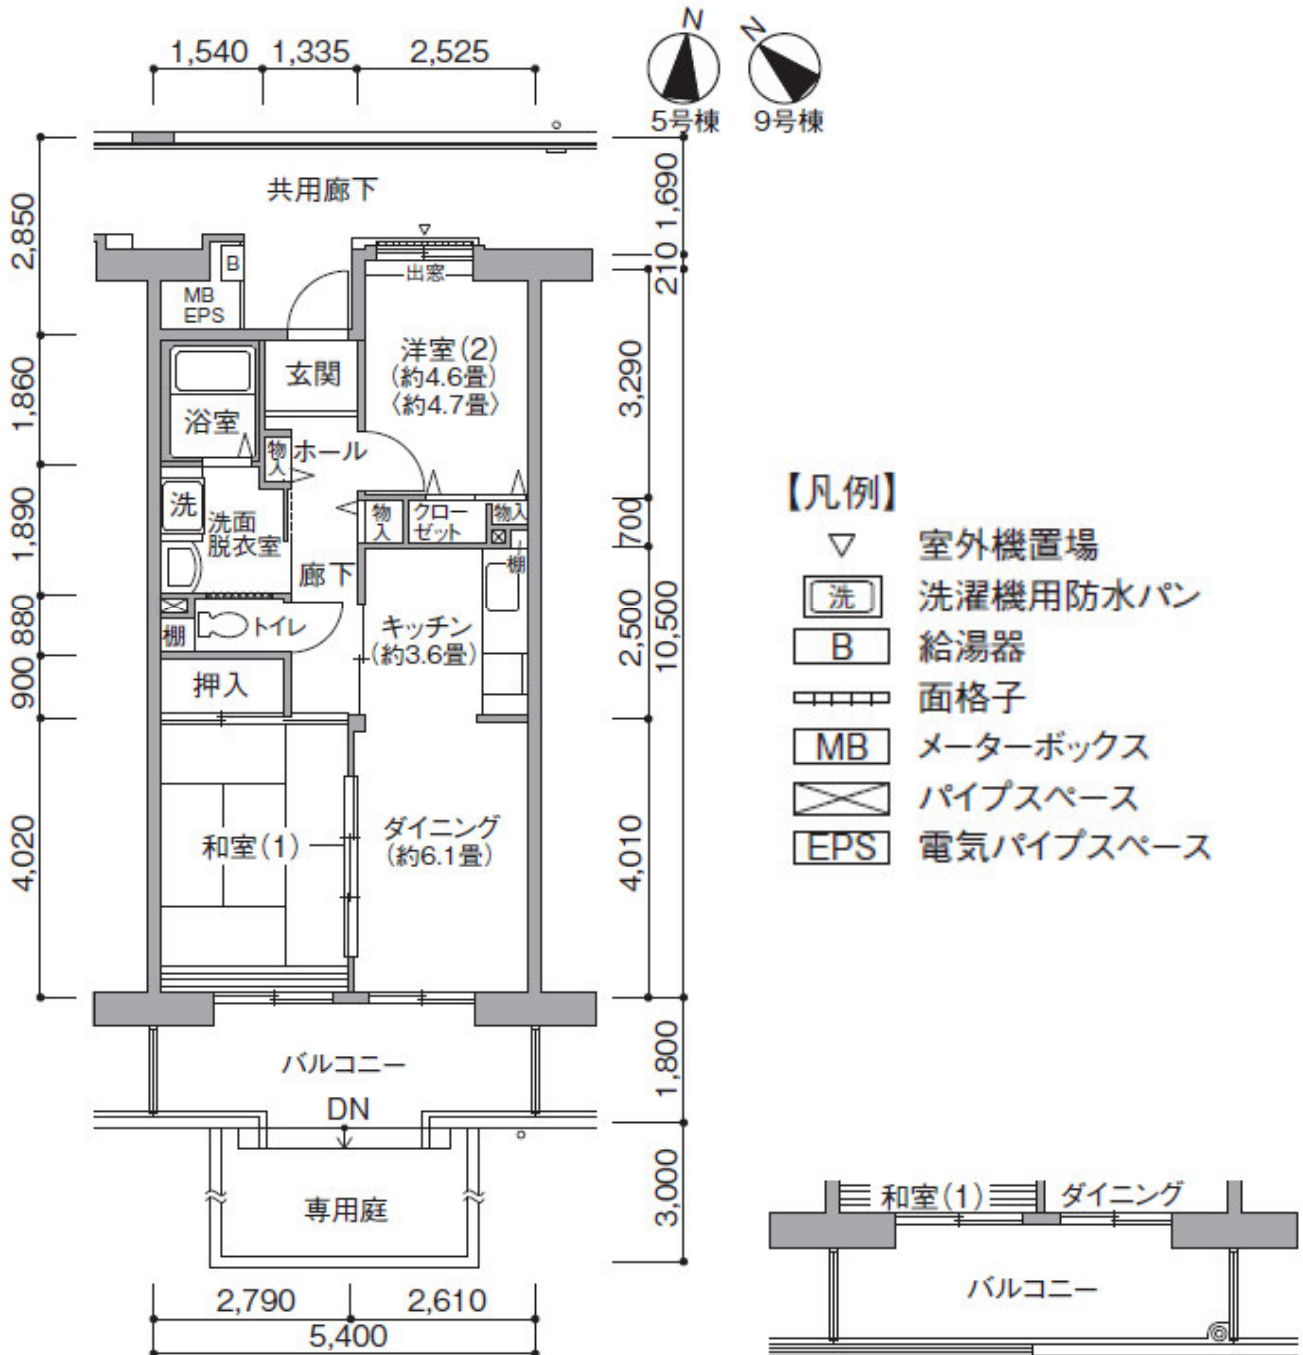 N
N
5号棟
9号棟
1,540
1,335
2,525
共用廊下
2,850
1,860
1,890
880
900
4,020
1,690
210
3,290
700
2,500
10,500
4,010
1,800
3,000
B
MB
EPS
出窓
玄関
洋室(2)
(約4.6畳)
〈約4.7畳〉
浴室
物入
ホール
洗
洗面
脱衣室
物入
クロー
ゼット
物入
棚
廊下
トイレ
棚
キッチン
(約3.6畳)
押入
和室(1)
ダイニング
(約6.1畳)
バルコニー
DN
専用庭
2,790
2,610
5,400
【凡例】
室外機置場
洗 洗濯機用防水パン
B 給湯器
面格子
MB メーターボックス
パイプスペース
EPS 電気パイプスペース
和室(1)
ダイニング
バルコニー